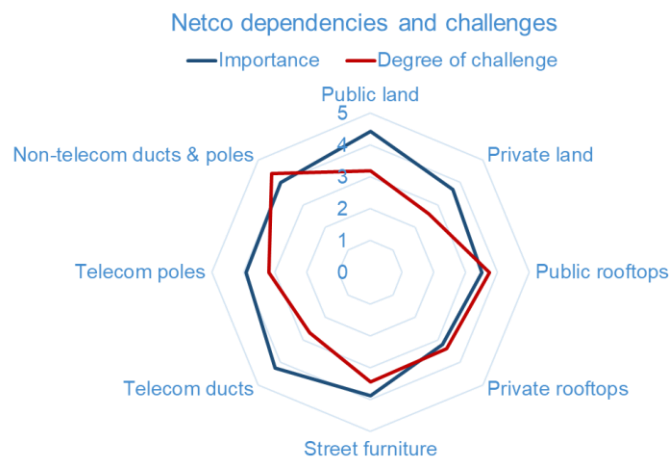 Netco dependencies and challenges
Importance
Degree of challenge
Public land
5
Non-telecom ducts & poles
4
Private land
3
2
1
Telecom poles
0
Public rooftops
Telecom ducts
Private rooftops
Street furniture